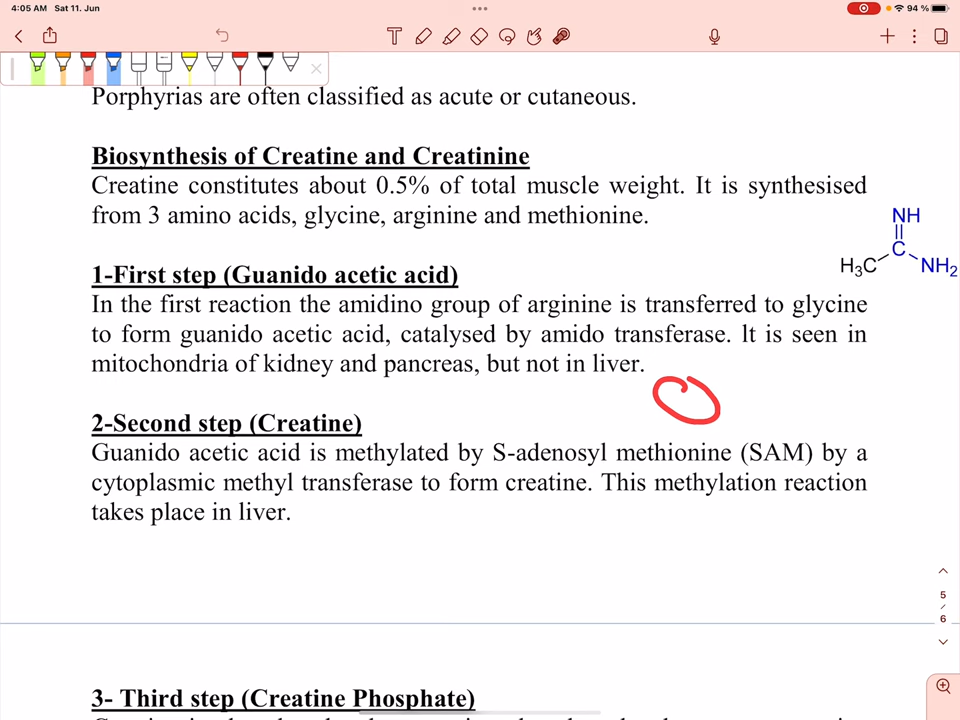 4:05 AM Sat 11. Jun
94 %
Porphyrias are often classified as acute or cutaneous.
Biosynthesis of Creatine and Creatinine
Creatine constitutes about 0.5% of total muscle weight. It is synthesised
from 3 amino acids, glycine, arginine and methionine.
NH
C
H3C
NH2
1-First step (Guanido acetic acid)
In the first reaction the amidino group of arginine is transferred to glycine
to form guanido acetic acid, catalysed by amido transferase. It is seen in
mitochondria of kidney and pancreas, but not in liver.
2-Second step (Creatine)
Guanido acetic acid is methylated by S-adenosyl methionine (SAM) by a
cytoplasmic methyl transferase to form creatine. This methylation reaction
takes place in liver.
5
/
6
3- Third step (Creatine Phosphate)